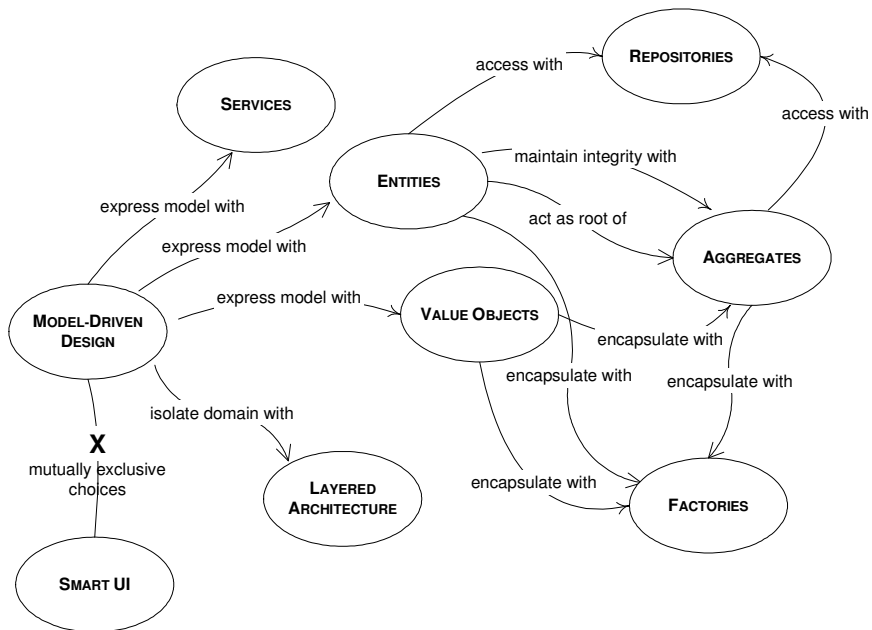 REPOSITORIES
access with
SERVICES
access with
maintain integrity with
ENTITIES
express model with
act as root of
express model with
AGGREGATES
express model with
MODEL-DRIVEN
DESIGN
VALUE OBJECTS
encapsulate with
encapsulate with
encapsulate with
isolate domain with
X
mutually exclusive
choices
encapsulate with
LAYERED
ARCHITECTURE
FACTORIES
SMART UI